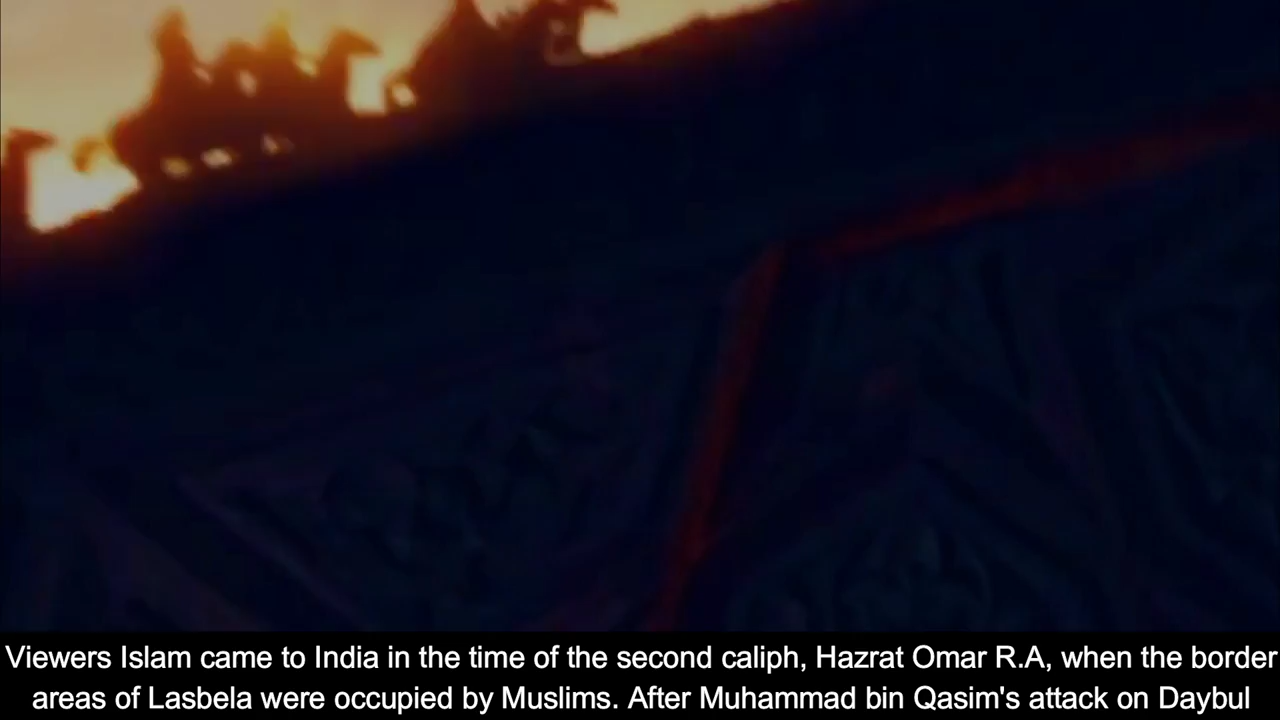 Viewers Islam came to India in the time of the second caliph, Hazrat Omar R.A, when the border
areas of Lasbela were occupied by Muslims. After Muhammad bin Qasim's attack on Daybul